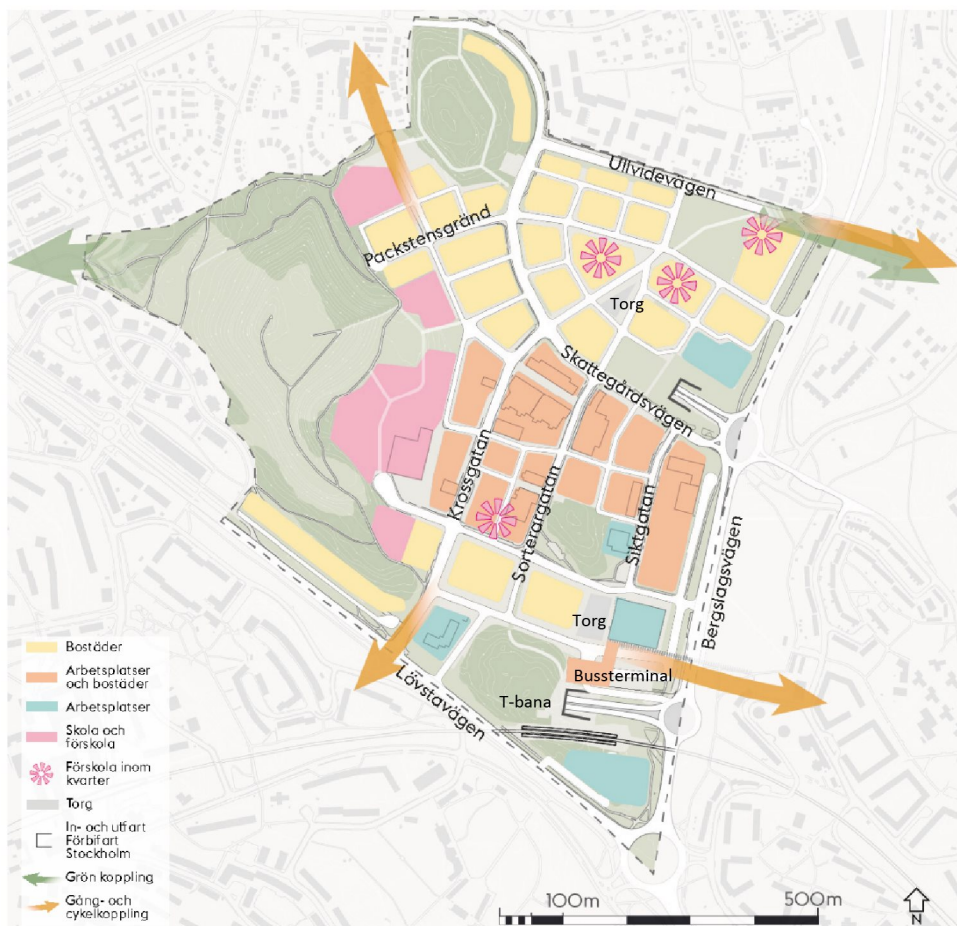 Ullvidevägen
Packstensgränd
Torg
Skattegårdsvägen
Krossgatan
Sorterargatan
Siktgatan
Bergslagsvägen
Torg
Bussterminal
T-bana
Lövstavägen
Bostäder
Arbetsplatser
och bostäder
Arbetsplatser
Skola och
förskola
Förskola inom
kvarter
Torg
In- och utfart
Förbifart
Stockholm
Grön koppling
Gång- och
cykelkoppling
100m
500m
N